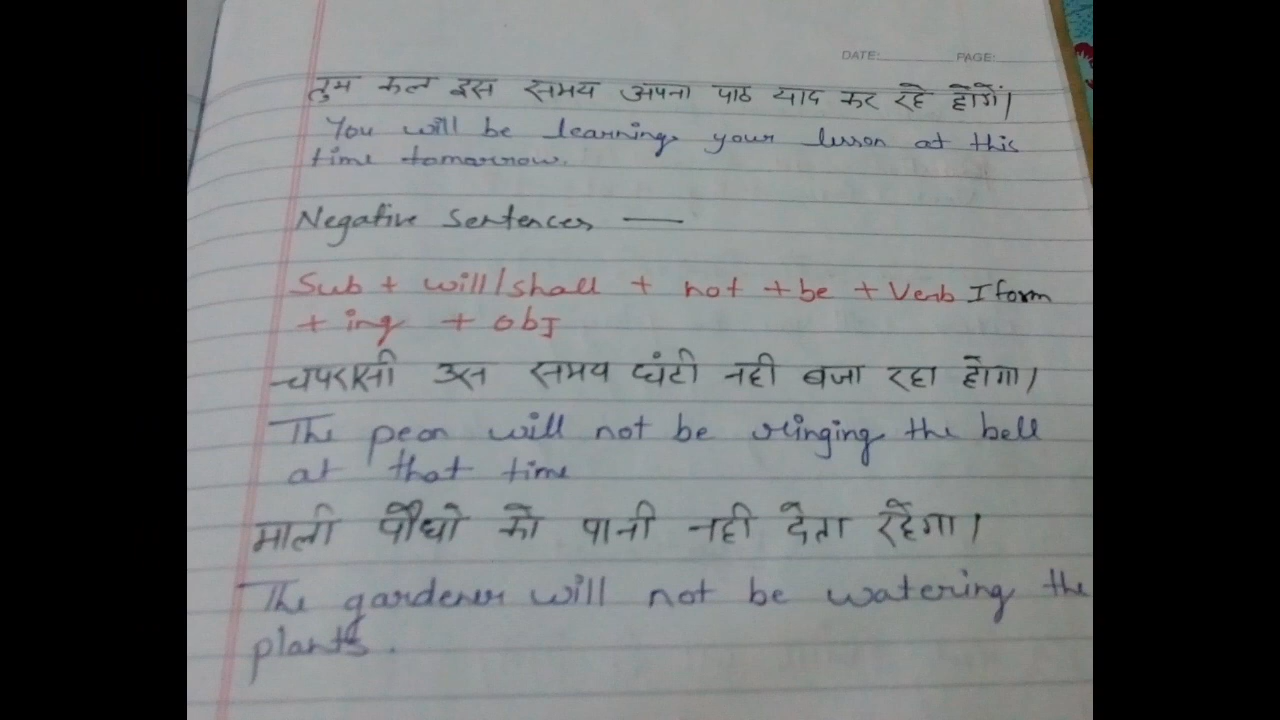 DATE: PAGE:
तुम कल इस समय अपना पाठ याद कर रहे होगें।
You will be learning your lesson at this
time tomorrow.
Negative Sentences —
Sub + will/shall + not + be + Verb I form
+ ing + obj
चपरासी उस समय घंटी नही बजा रहा होगा।
The peon will not be ringing the bell
at that time
माली पौधो को पानी नही देता रहेगा।
The gardener will not be watering the
plants.